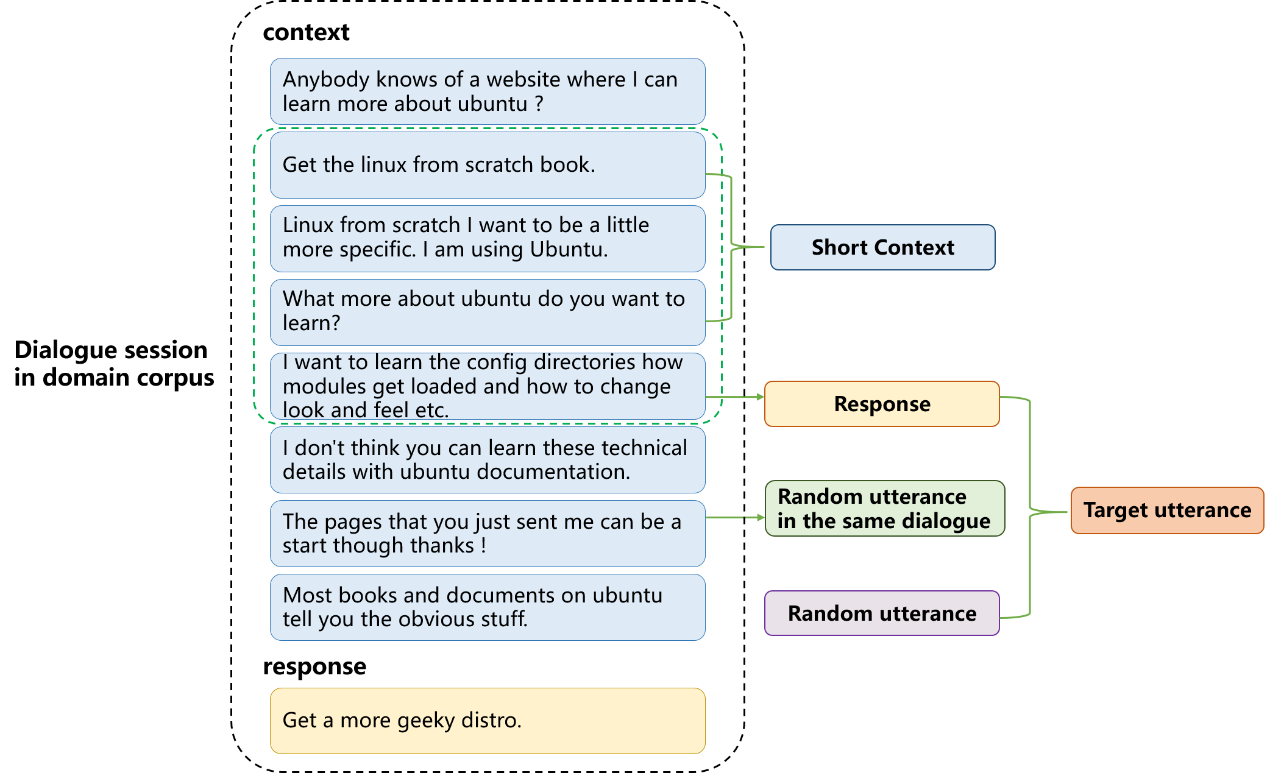 context
Anybody knows of a website where I can
learn more about ubuntu ?
Get the linux from scratch book.
Linux from scratch I want to be a little
more specific. I am using Ubuntu.
What more about ubuntu do you want to
learn?
I want to learn the config directories how
modules get loaded and how to change
look and feel etc.
I don't think you can learn these technical
details with ubuntu documentation.
The pages that you just sent me can be a
start though thanks !
Most books and documents on ubuntu
tell you the obvious stuff.
response
Get a more geeky distro.
Dialogue session
in domain corpus
Short Context
Response
Random utterance
in the same dialogue
Random utterance
Target utterance